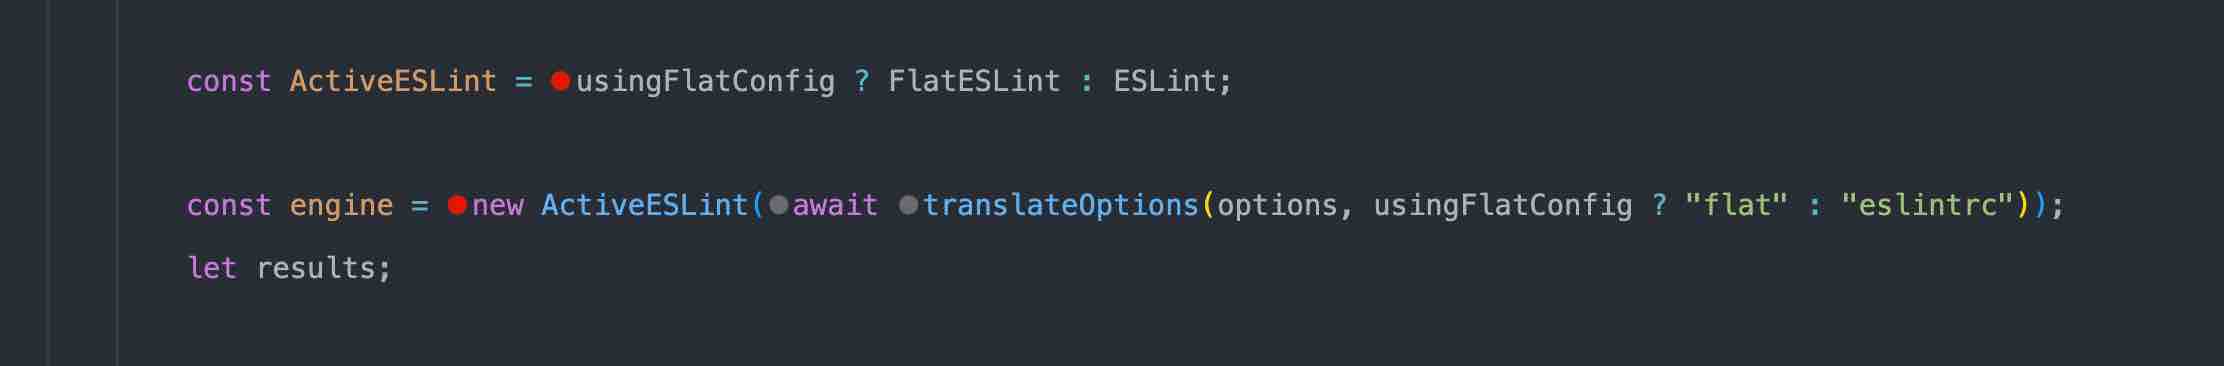 const ActiveESLint = usingFlatConfig ? FlatESLint : ESLint;
const engine = new ActiveESLint(await translateOptions(options, usingFlatConfig ? "flat" : "eslintrc"));
let results;